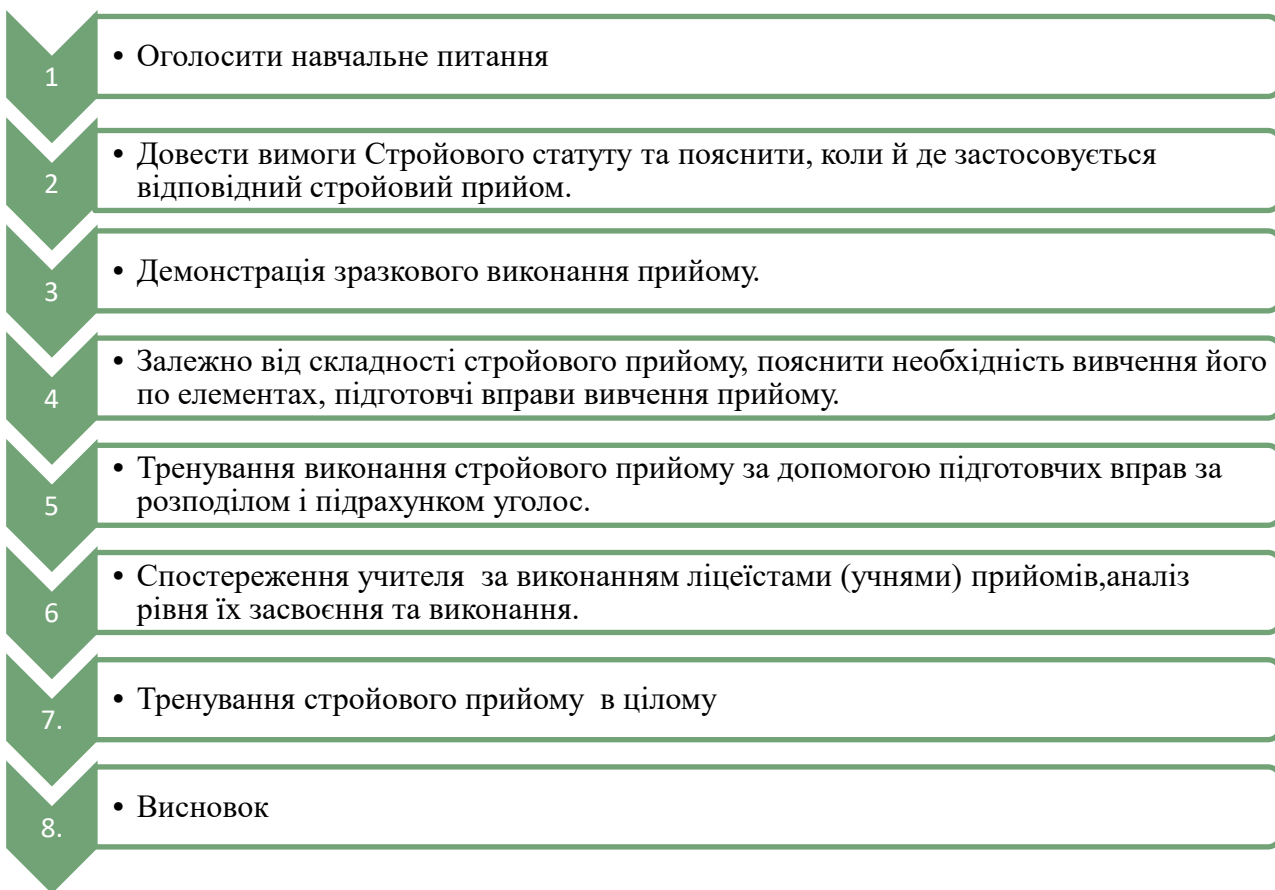 1
• Оголосити навчальне питання
2
• Довести вимоги Стройового статуту та пояснити, коли й де застосовується
відповідний стройовий прийом.
3
• Демонстрація зразкового виконання прийому.
4
• Залежно від складності стройового прийому, пояснити необхідність вивчення його
по елементах, підготовчі вправи вивчення прийому.
5
• Тренування виконання стройового прийому за допомогою підготовчих вправ за
розподілом і підрахунком уголос.
6
• Спостереження учителя  за виконанням ліцеїстами (учнями) прийомів,аналіз
рівня їх засвоєння та виконання.
7.
• Тренування стройового прийому  в цілому
8.
• Висновок